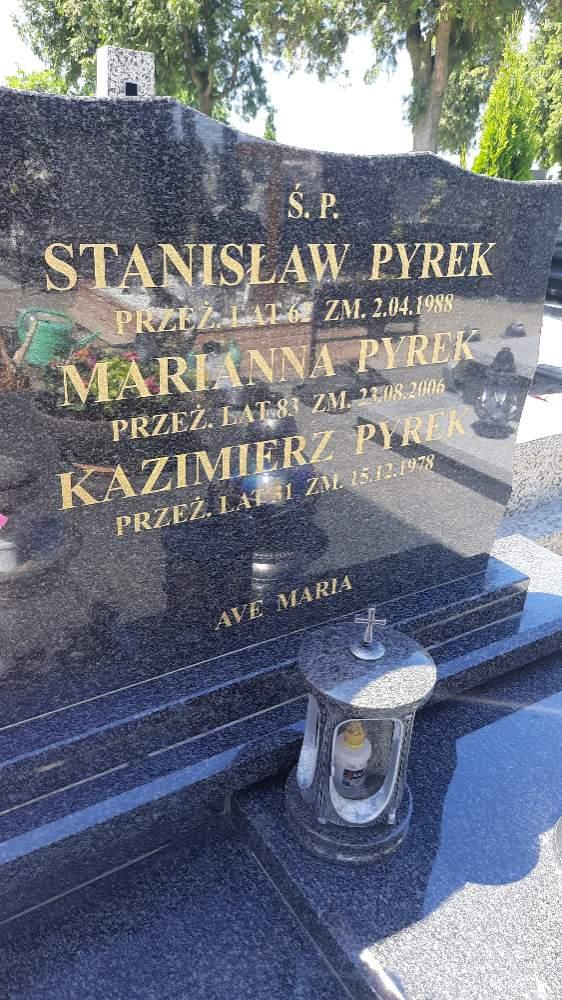 Ś. P.
STANISŁAW PYREK
PRZEŻ. LAT 62 ZM. 2.04.1988
MARIANNA PYREK
PRZEŻ. LAT 83 ZM. 23.08.2006
KAZIMIERZ PYREK
PRZEŻ. LAT 31 ZM. 15.12.1978
AVE MARIA